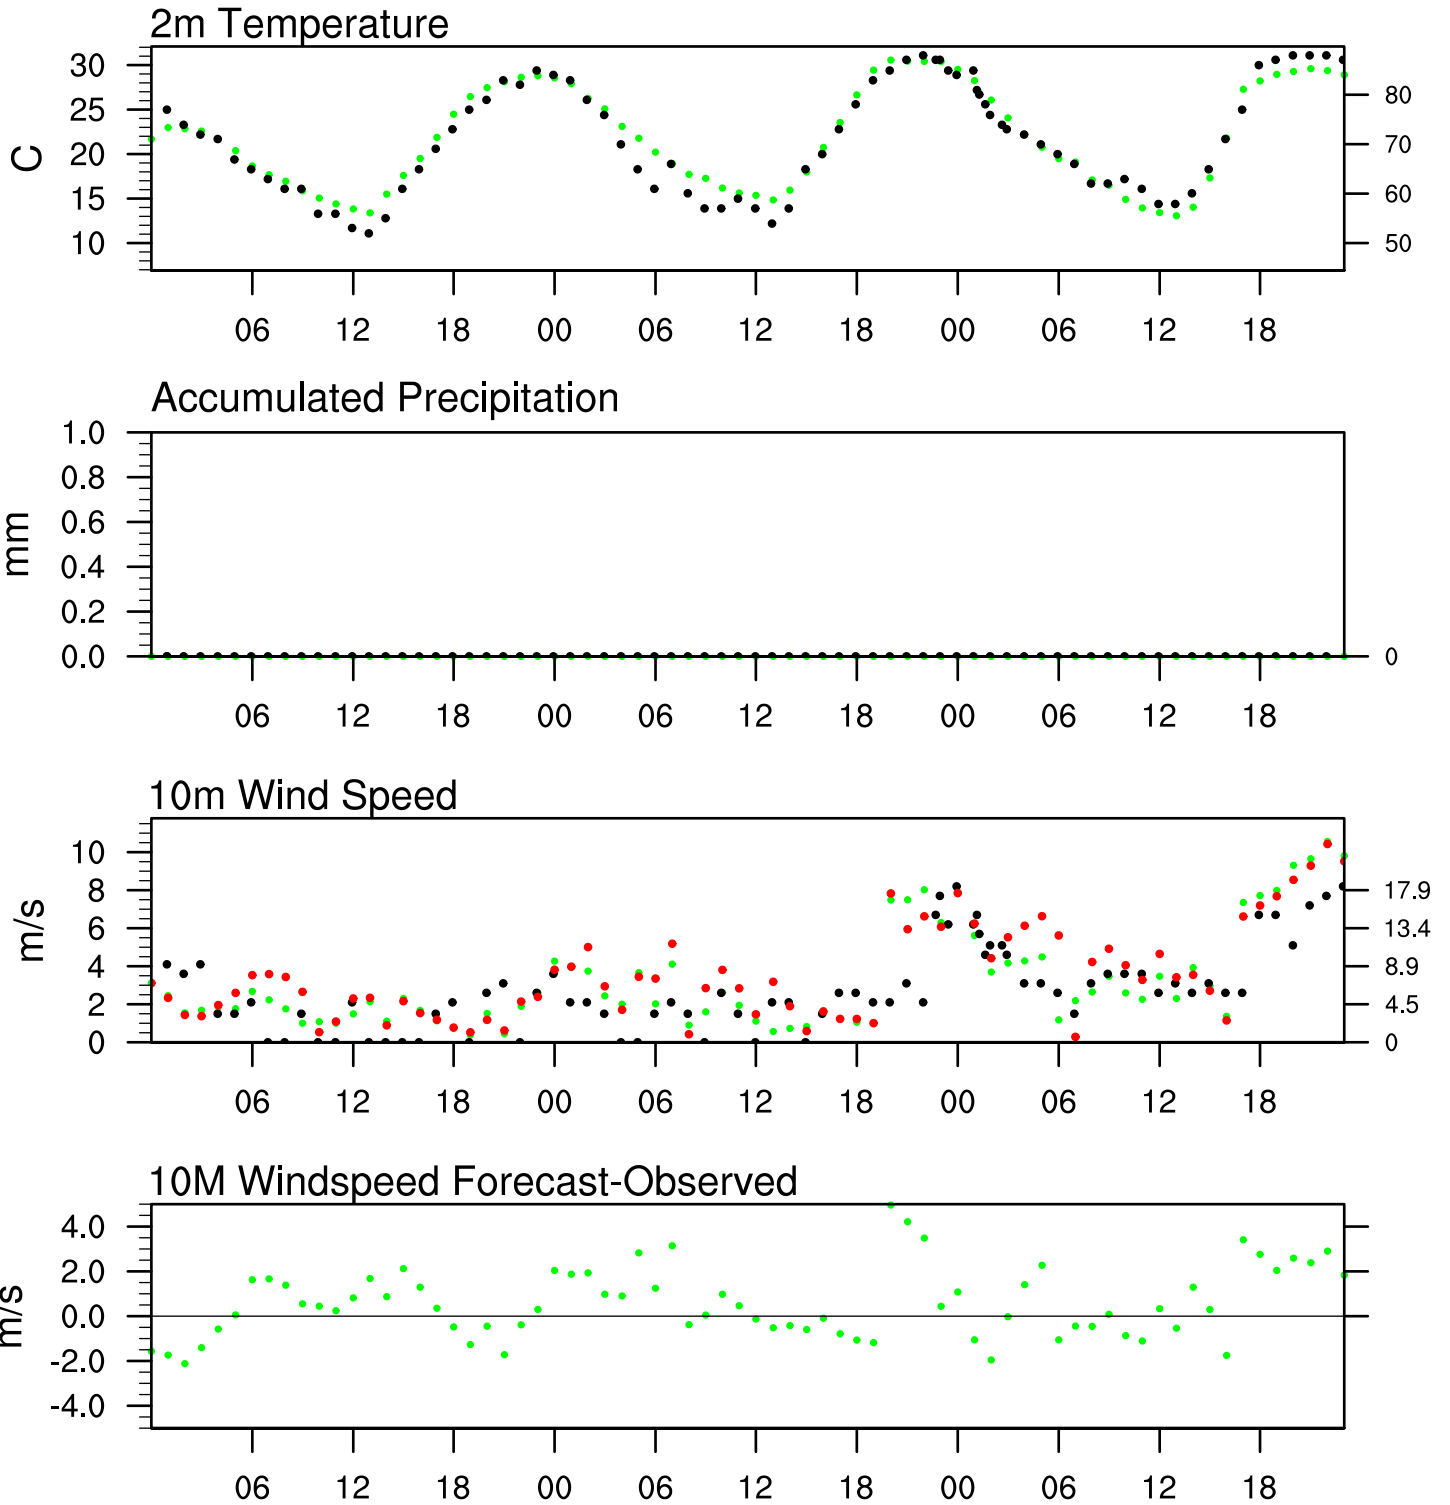 2m Temperature
30
25
20
15
10
C
80
70
60
50
06 12 18 00 06 12 18 00 06 12 18
Accumulated Precipitation
1.0
0.8
0.6
0.4
0.2
0.0
mm
0
06 12 18 00 06 12 18 00 06 12 18
10m Wind Speed
10
8
6
4
2
0
m/s
17.9
13.4
8.9
4.5
0
06 12 18 00 06 12 18 00 06 12 18
10M Windspeed Forecast-Observed
4.0
2.0
0.0
-2.0
-4.0
m/s
06 12 18 00 06 12 18 00 06 12 18